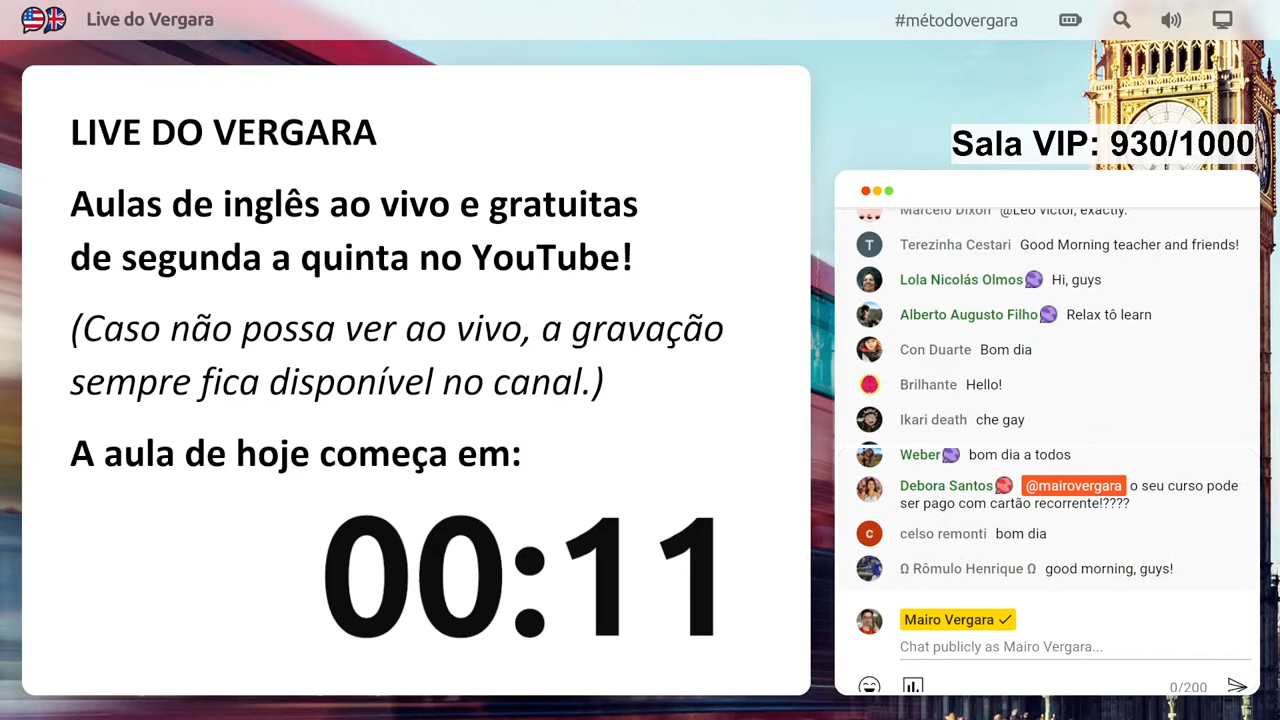 Live do Vergara
#métodovergara
LIVE DO VERGARA
Aulas de inglês ao vivo e gratuitas
de segunda a quinta no YouTube!
(Caso não possa ver ao vivo, a gravação
sempre fica disponível no canal.)
A aula de hoje começa em:
00:11
Sala VIP: 930/1000
Marcelo Dixon @Leo victor, exactly.
T Terezinha Cestari Good Morning teacher and friends!
Lola Nicolás Olmos Hi, guys
Alberto Augusto Filho Relax tô learn
Con Duarte Bom dia
Brilhante Hello!
Ikari death che gay
Weber bom dia a todos
Debora Santos @mairovergara o seu curso pode
ser pago com cartão recorrente!????
c celso remonti bom dia
Ω Rômulo Henrique Ω good morning, guys!
Mairo Vergara
Chat publicly as Mairo Vergara...
0/200